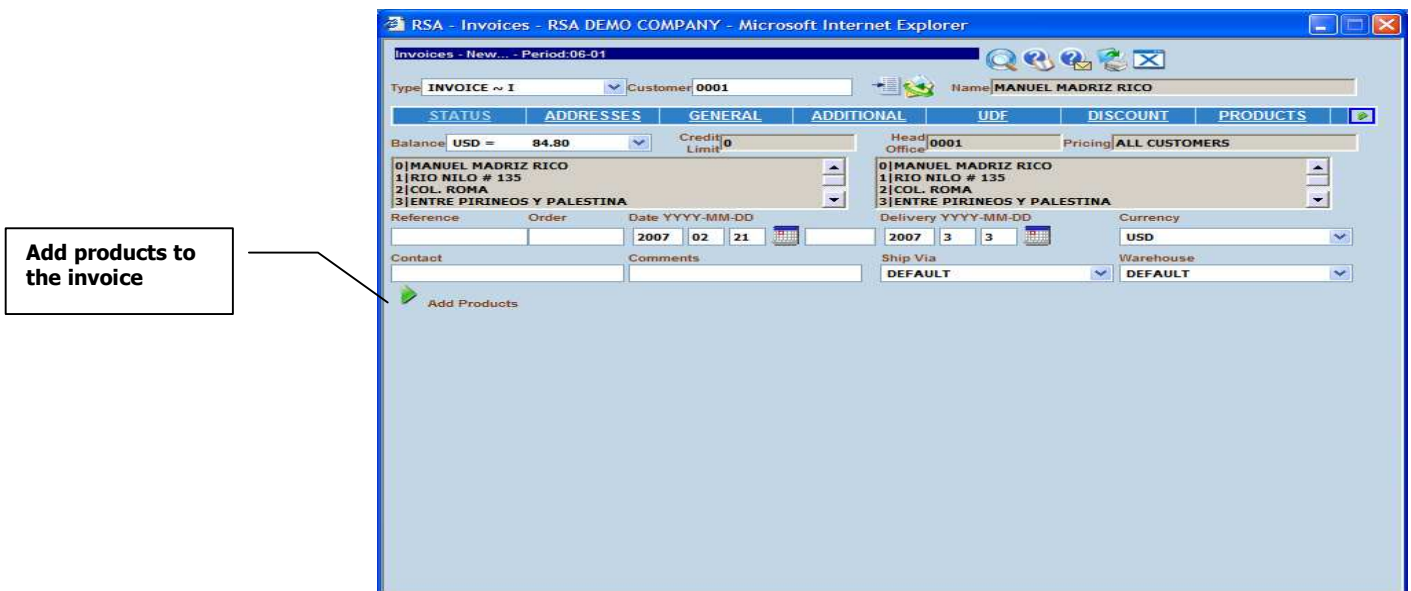 RSA - Invoices - RSA DEMO COMPANY - Microsoft Internet Explorer
Invoices - New... - Period:06-01
Type INVOICE ~ I Customer 0001 Name MANUEL MADRIZ RICO
STATUS ADDRESSES GENERAL ADDITIONAL UDF DISCOUNT PRODUCTS
Balance USD = 84.80 Credit Limit 0 Head Office 0001 Pricing ALL CUSTOMERS
0|MANUEL MADRIZ RICO
1|RIO NILO # 135
2|COL. ROMA
3|ENTRE PIRINEOS Y PALESTINA
0|MANUEL MADRIZ RICO
1|RIO NILO # 135
2|COL. ROMA
3|ENTRE PIRINEOS Y PALESTINA
Reference Order Date YYYY-MM-DD Delivery YYYY-MM-DD Currency
2007 02 21 2007 3 3 USD
Contact Comments Ship Via Warehouse
DEFAULT DEFAULT
Add Products
Add products to
the invoice